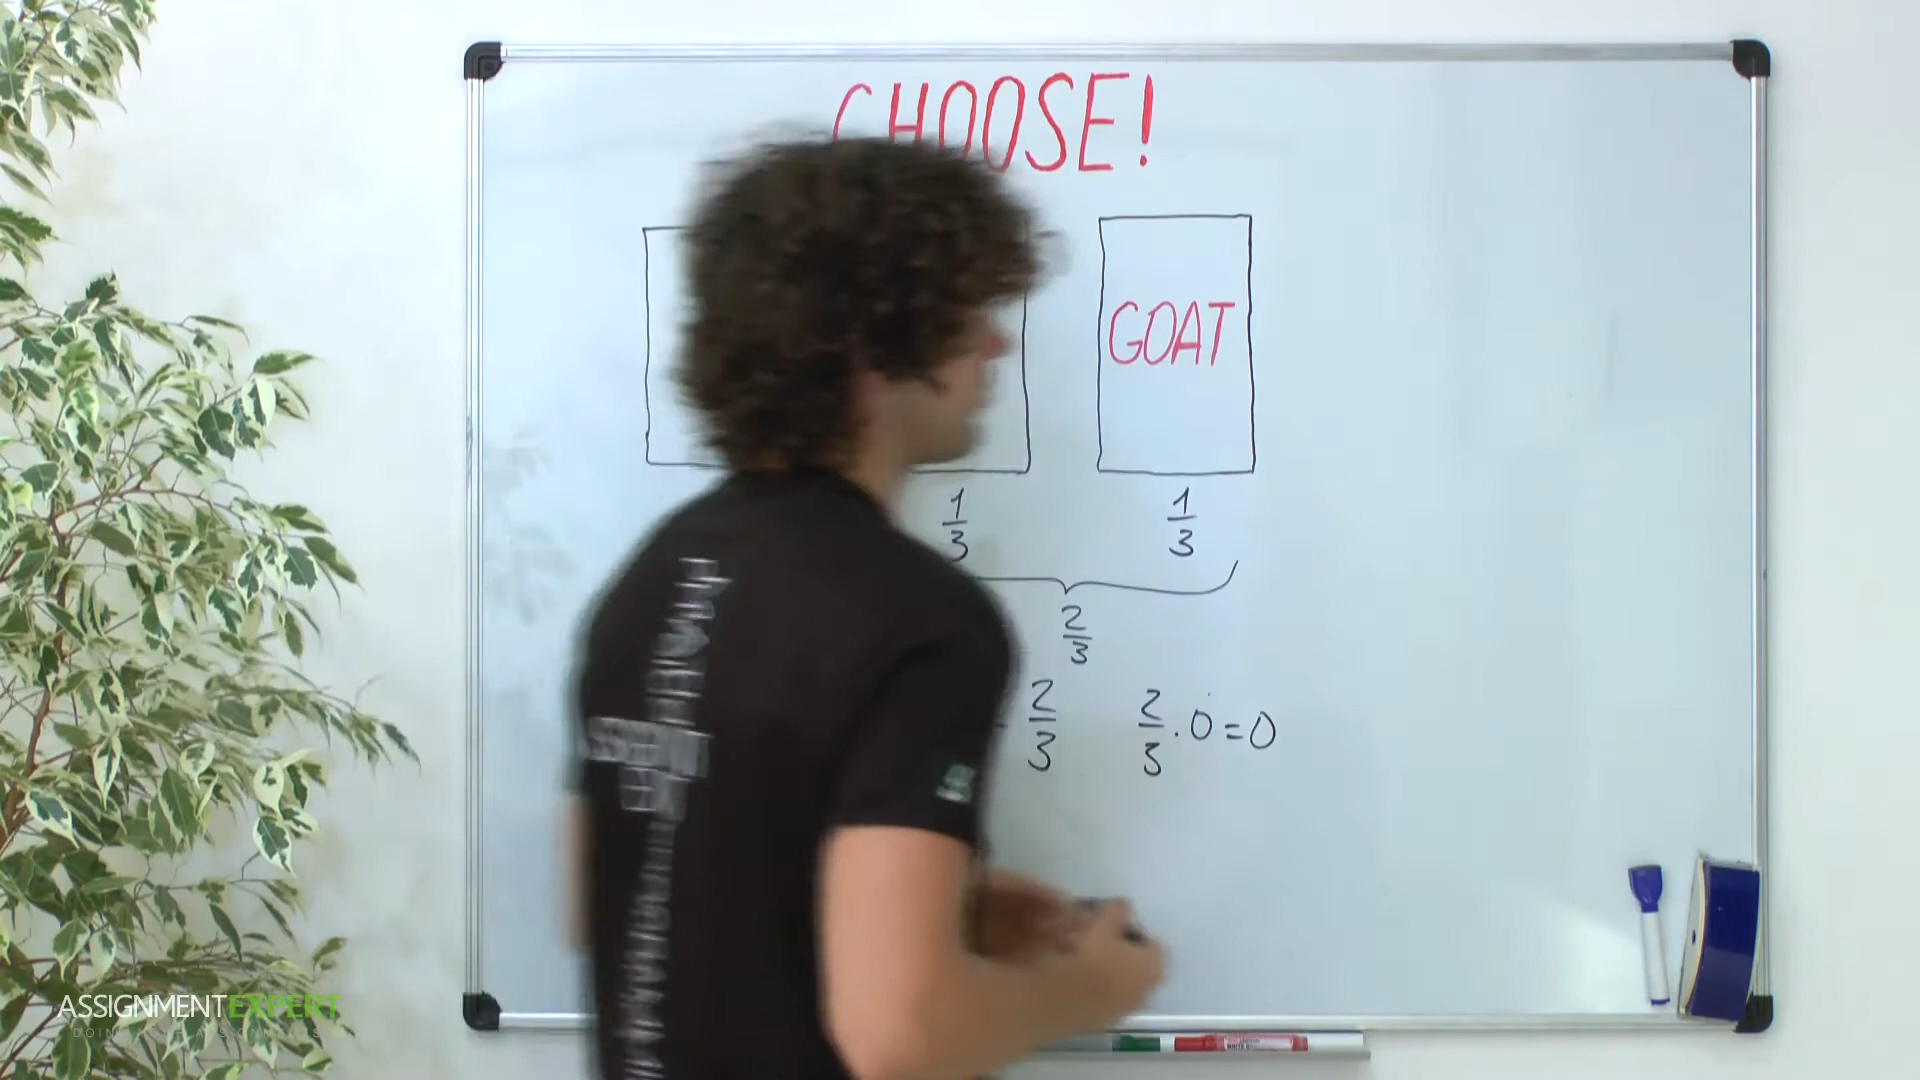 CHOOSE!
GOAT
1/3 1/3
2/3
2/3 2/3 · 0 = 0
ASSIGNMENTEXPERT